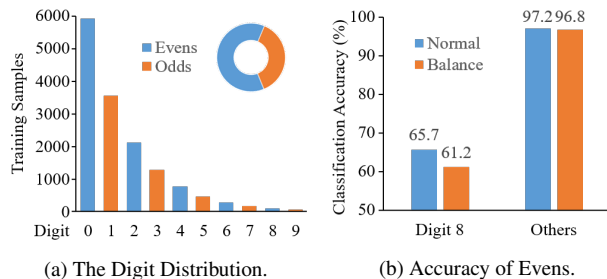 6000
5000
4000
3000
2000
1000
0
Training Samples
Evens
Odds
Digit 0 1 2 3 4 5 6 7 8 9
(a) The Digit Distribution.
100
90
80
70
60
50
Classification Accuracy (%)
Normal
Balance
65.7
61.2
97.2 96.8
Digit 8 Others
(b) Accuracy of Evens.